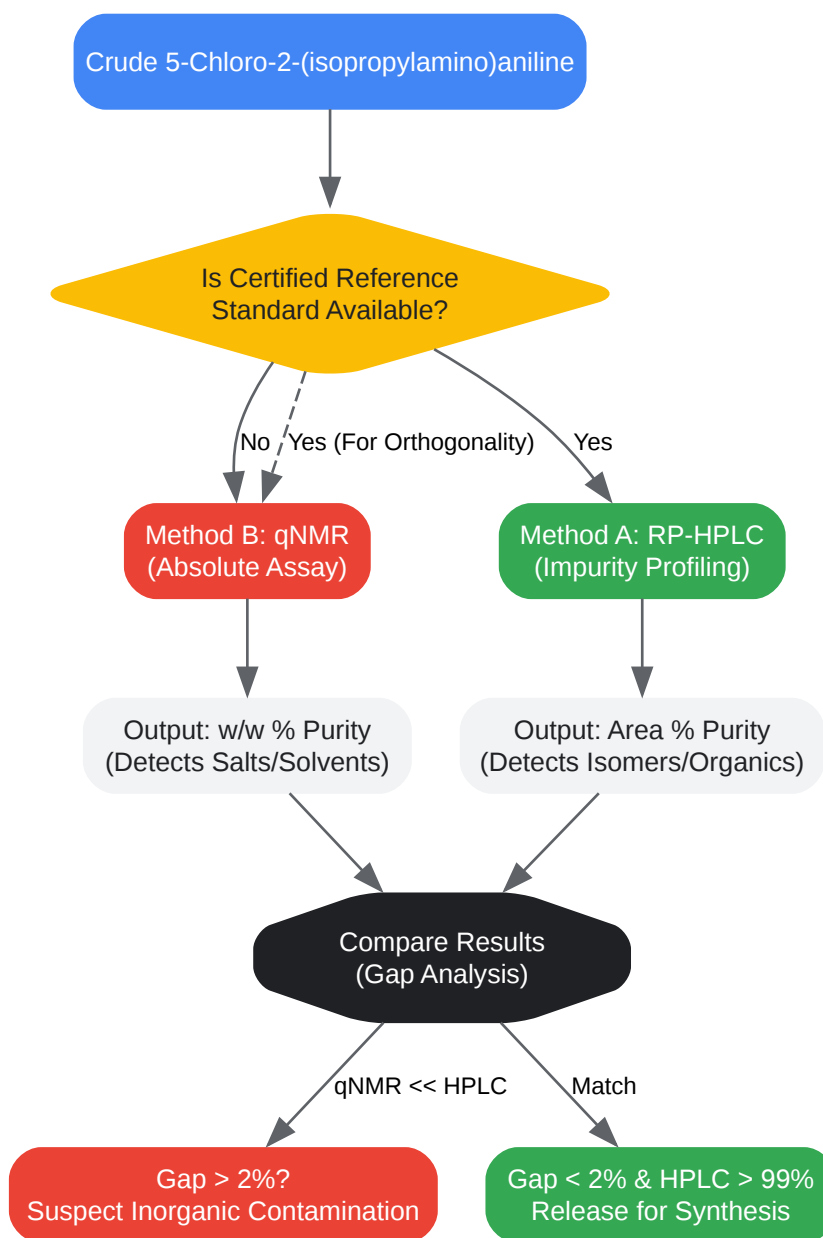 Crude 5-Chloro-2-(isopropylamino)aniline
Is Certified Reference
Standard Available?
No
Yes (For Orthogonality)
Yes
Method B: qNMR
(Absolute Assay)
Method A: RP-HPLC
(Impurity Profiling)
Output: w/w % Purity
(Detects Salts/Solvents)
Output: Area % Purity
(Detects Isomers/Organics)
Compare Results
(Gap Analysis)
qNMR << HPLC
Match
Gap > 2%?
Suspect Inorganic Contamination
Gap < 2% & HPLC > 99%
Release for Synthesis